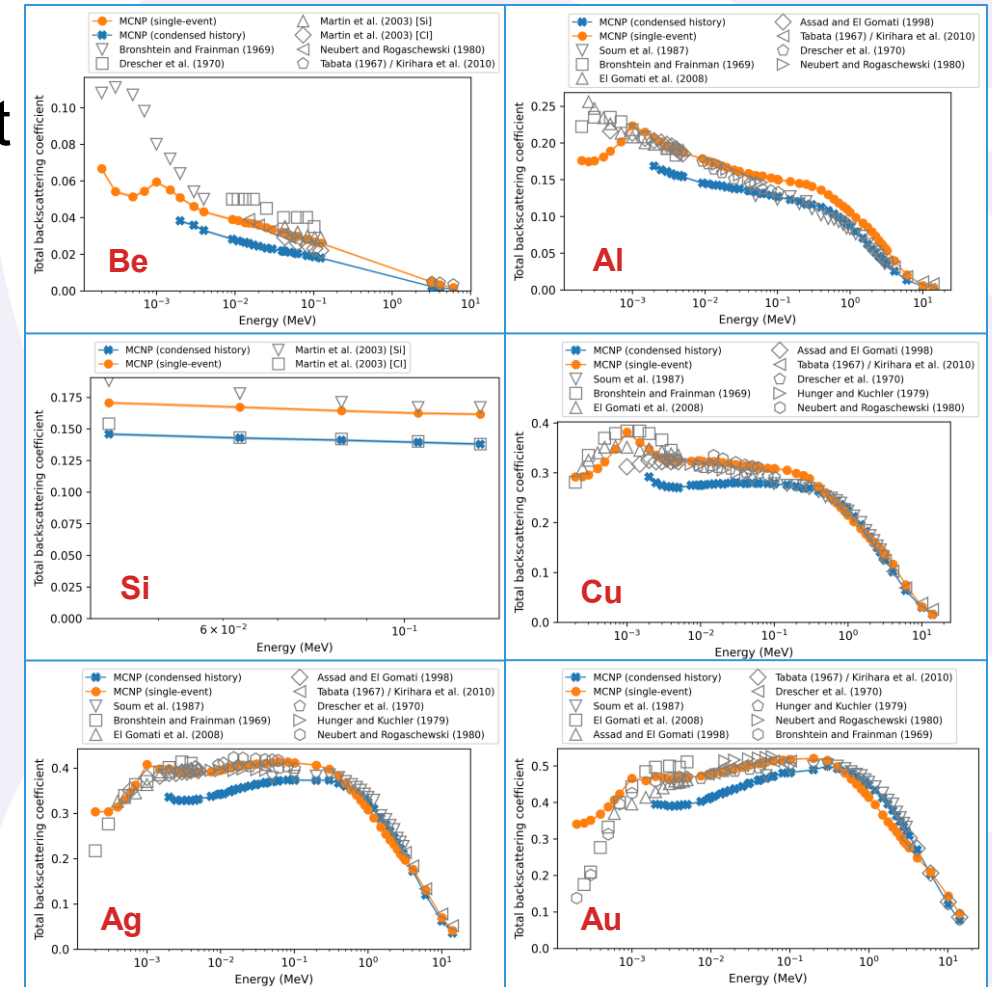 t
MCNP (single-event)
MCNP (condensed history)
Bronshtein and Frainman (1969)
Drescher et al. (1970)
Martin et al. (2003) [Si]
Martin et al. (2003) [CI]
Neubert and Rogaschewski (1980)
Tabata (1967) / Kirihara et al. (2010)
Total backscattering coefficient
0.10
0.08
0.06
0.04
0.02
0.00
Be
10⁻³
10⁻²
10⁻¹
10⁰
10¹
Energy (MeV)
MCNP (condensed history)
MCNP (single-event)
Soum et al. (1987)
Bronshtein and Frainman (1969)
El Gomati et al. (2008)
Assad and El Gomati (1998)
Tabata (1967) / Kirihara et al. (2010)
Drescher et al. (1970)
Neubert and Rogaschewski (1980)
Total backscattering coefficient
0.25
0.20
0.15
0.10
0.05
0.00
Al
10⁻³
10⁻²
10⁻¹
10⁰
10¹
Energy (MeV)
MCNP (condensed history)
MCNP (single-event)
Martin et al. (2003) [Si]
Martin et al. (2003) [CI]
Total backscattering coefficient
0.175
0.150
0.125
0.100
0.075
0.050
0.025
0.000
Si
6 × 10⁻²
10⁻¹
Energy (MeV)
MCNP (condensed history)
MCNP (single-event)
Soum et al. (1987)
Bronshtein and Frainman (1969)
El Gomati et al. (2008)
Assad and El Gomati (1998)
Tabata (1967) / Kirihara et al. (2010)
Drescher et al. (1970)
Hunger and Kuchler (1979)
Neubert and Rogaschewski (1980)
Total backscattering coefficient
0.4
0.3
0.2
0.1
0.0
Cu
10⁻³
10⁻²
10⁻¹
10⁰
10¹
Energy (MeV)
MCNP (condensed history)
MCNP (single-event)
Soum et al. (1987)
Bronshtein and Frainman (1969)
El Gomati et al. (2008)
Assad and El Gomati (1998)
Tabata (1967) / Kirihara et al. (2010)
Drescher et al. (1970)
Hunger and Kuchler (1979)
Neubert and Rogaschewski (1980)
Total backscattering coefficient
0.4
0.3
0.2
0.1
0.0
Ag
10⁻³
10⁻²
10⁻¹
10⁰
10¹
Energy (MeV)
MCNP (condensed history)
MCNP (single-event)
Soum et al. (1987)
El Gomati et al. (2008)
Assad and El Gomati (1998)
Tabata (1967) / Kirihara et al. (2010)
Drescher et al. (1970)
Hunger and Kuchler (1979)
Neubert and Rogaschewski (1980)
Bronshtein and Frainman (1969)
Total backscattering coefficient
0.5
0.4
0.3
0.2
0.1
0.0
Au
10⁻³
10⁻²
10⁻¹
10⁰
10¹
Energy (MeV)